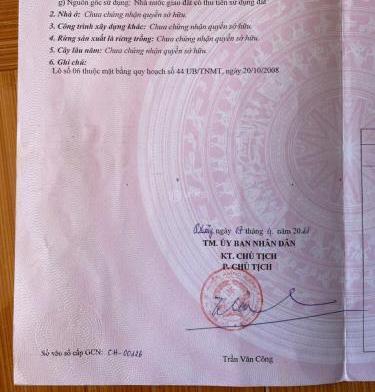 g) Nguồn gốc sử dụng: Nhà nước giao đất có thu tiền sử dụng đất
2. Nhà ở: Chưa chứng nhận quyền sở hữu.
3. Công trình xây dựng khác: Chưa chứng nhận quyền sở hữu.
4. Rừng sản xuất là rừng trồng: Chưa chứng nhận quyền sở hữu.
5. Cây lâu năm: Chưa chứng nhận quyền sở hữu.
6. Ghi chú:
Lô số 06 thuộc mặt bằng quy hoạch số 44 UB/TNMT, ngày 20/10/2008.
ngày tháng 4 năm
TM. ỦY BAN NHÂN DÂN
KT. CHỦ TỊCH
P. CHỦ TỊCH
Số vào sổ cấp GCN: CH-00126
Trần Văn Công